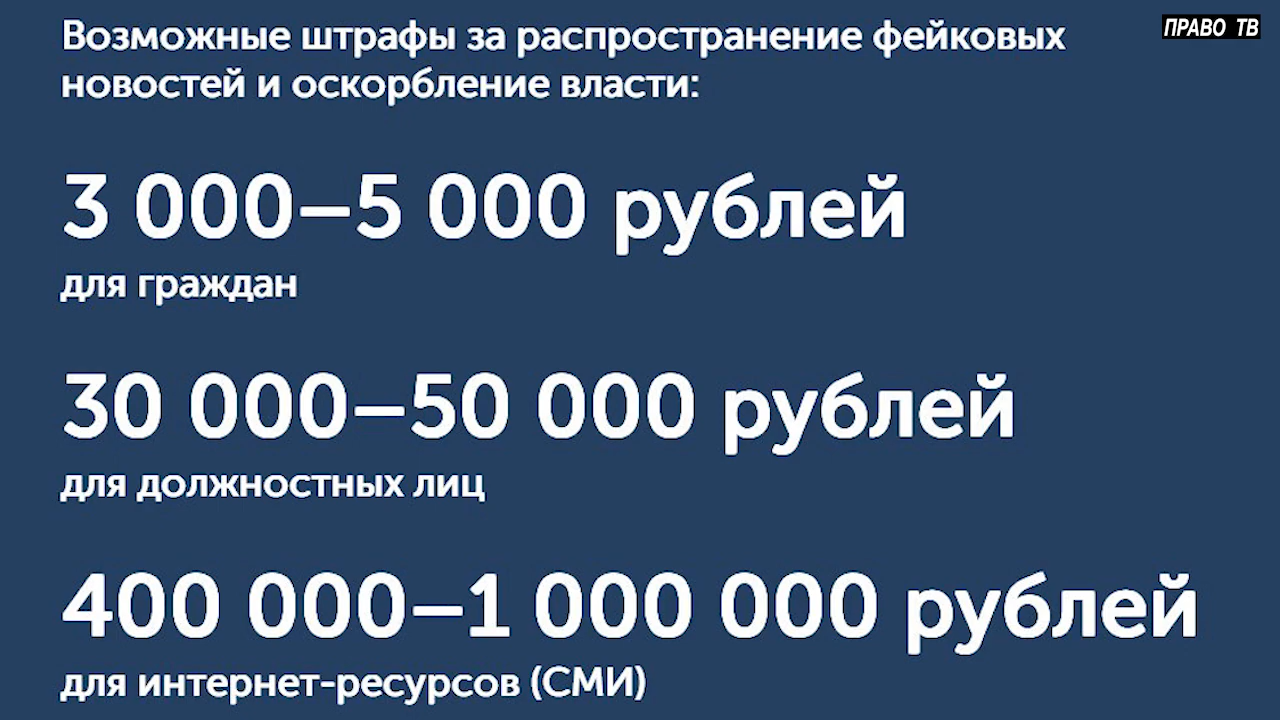 ПРАВО ТВ
Возможные штрафы за распространение фейковых
новостей и оскорбление власти:
3 000–5 000 рублей
для граждан
30 000–50 000 рублей
для должностных лиц
400 000–1 000 000 рублей
для интернет-ресурсов (СМИ)